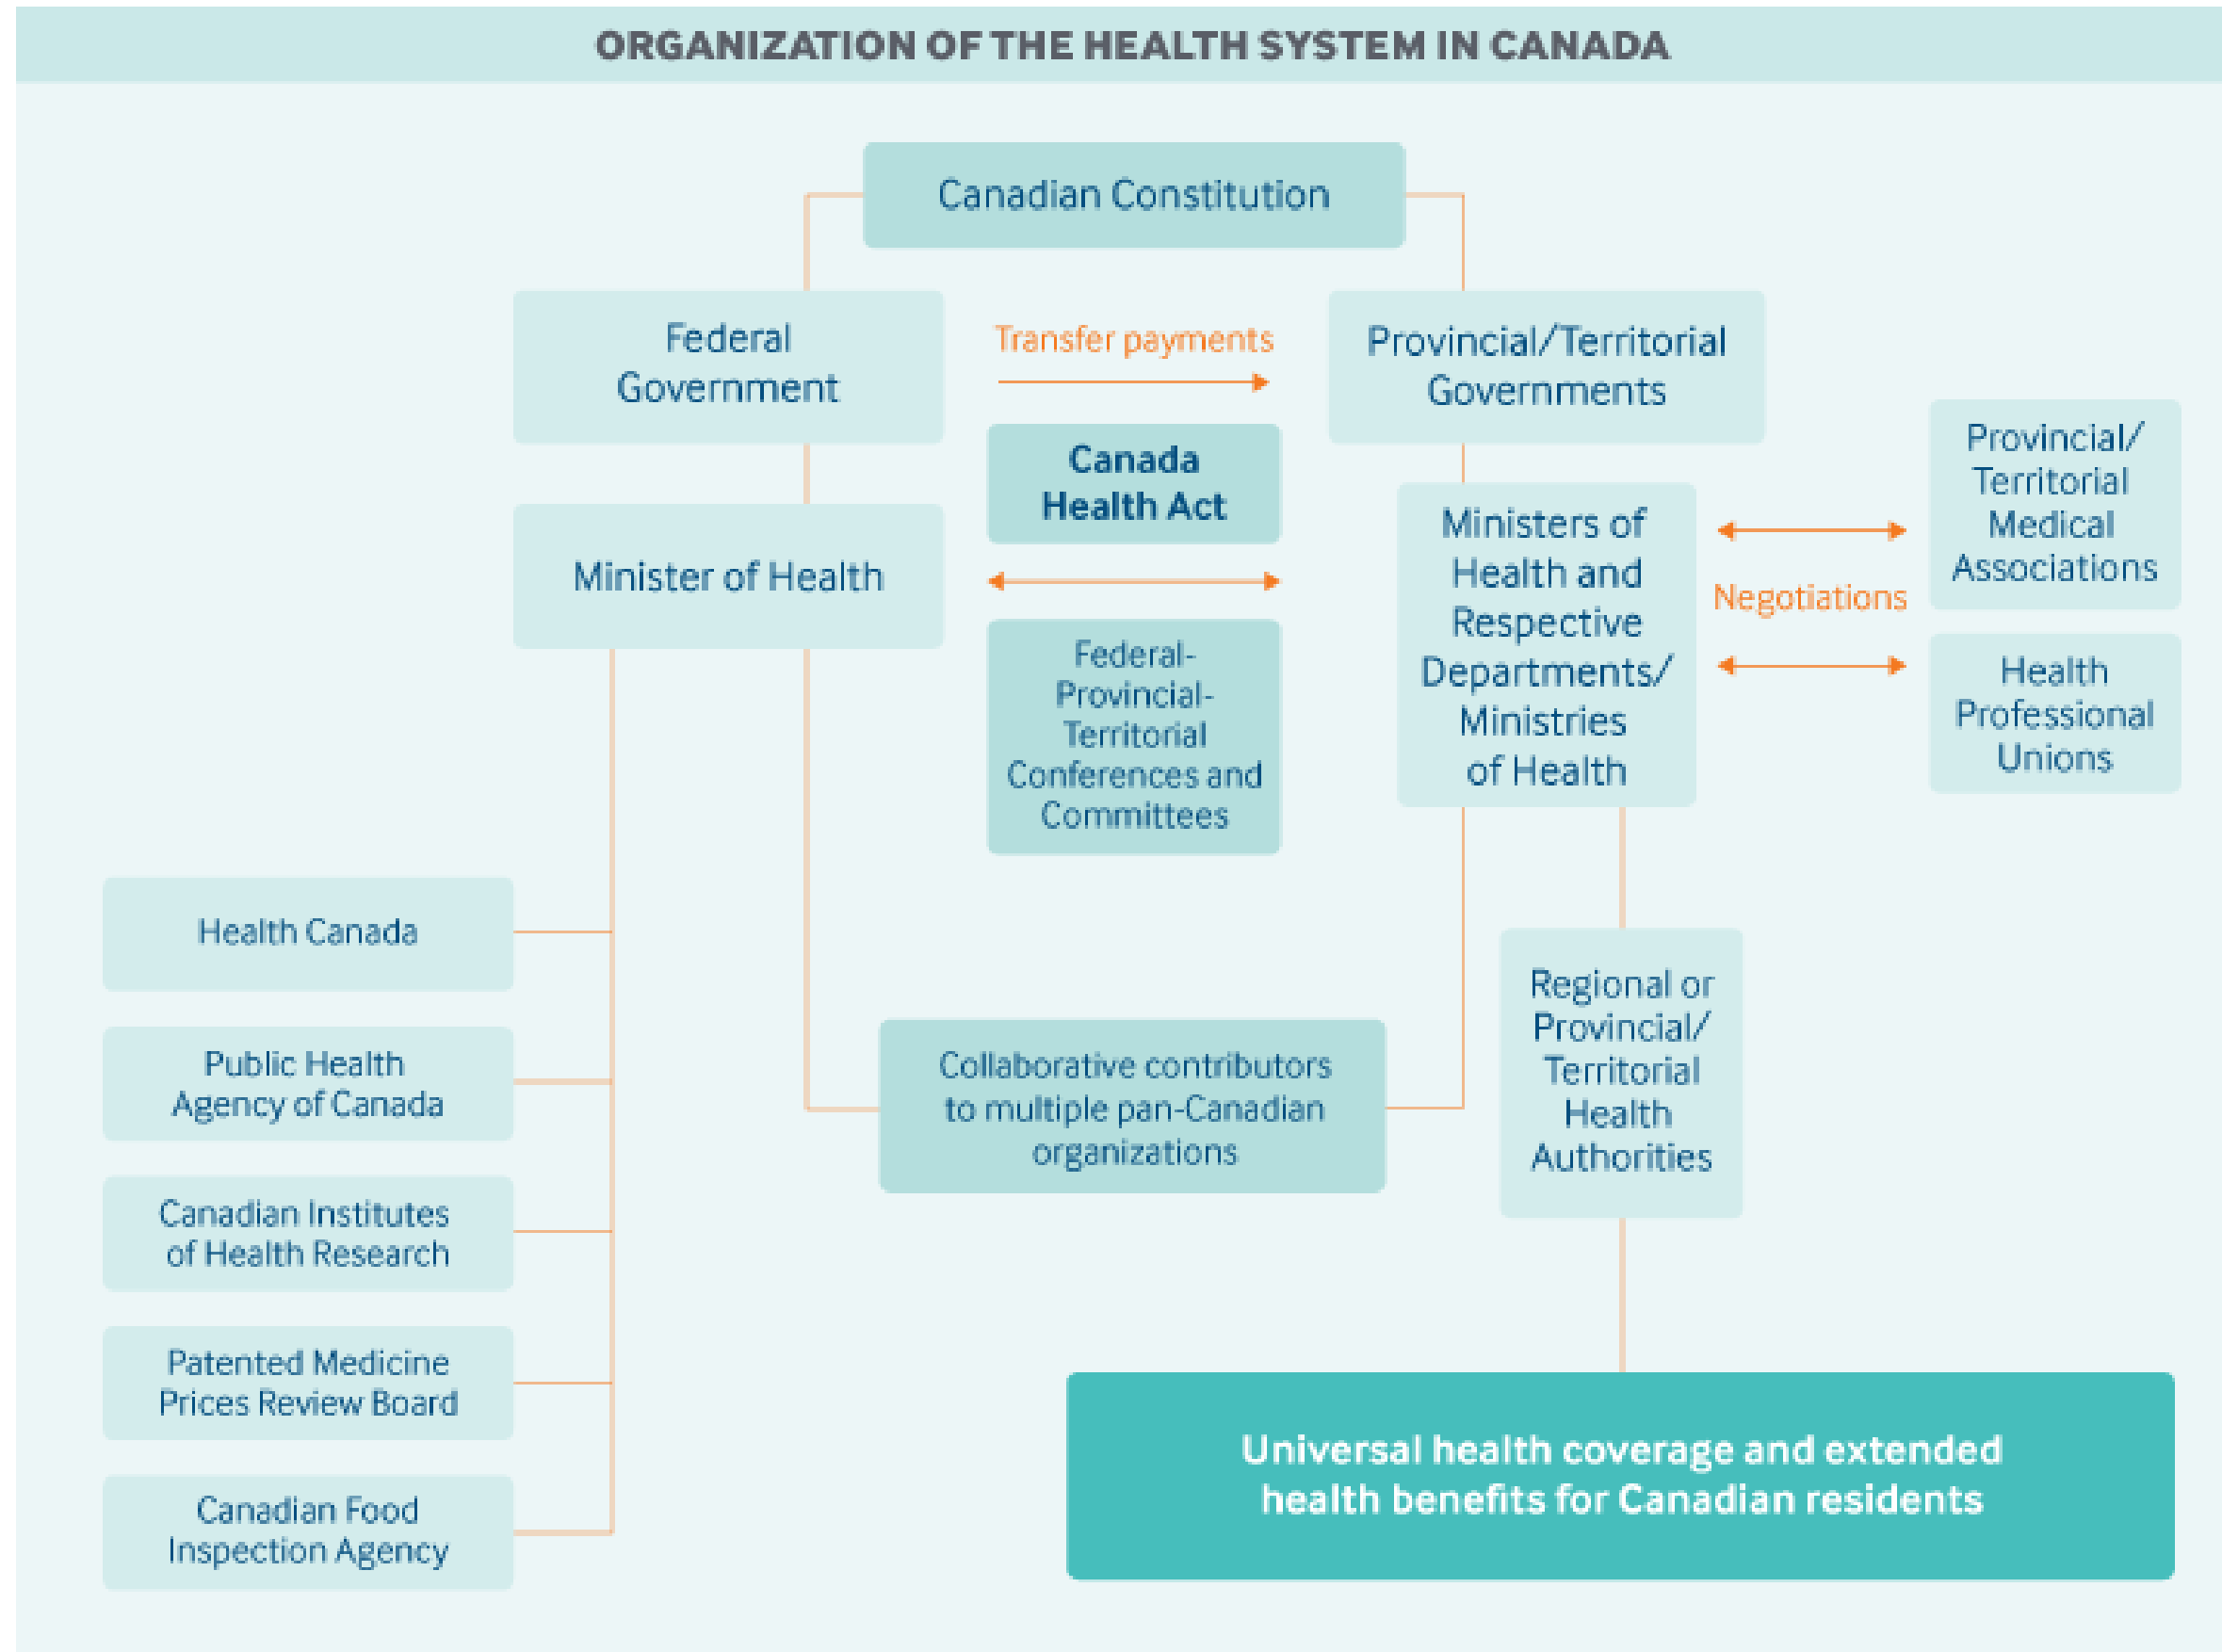 ORGANIZATION OF THE HEALTH SYSTEM IN CANADA
Canadian Constitution
Federal
Government
Transfer payments
Provincial/Territorial
Governments
Canada
Health Act
Minister of Health
Federal-
Provincial-
Territorial
Conferences and
Committees
Ministers of
Health and
Respective
Departments/
Ministries
of Health
Negotiations
Provincial/
Territorial
Medical
Associations
Health
Professional
Unions
Health Canada
Public Health
Agency of Canada
Canadian Institutes
of Health Research
Patented Medicine
Prices Review Board
Canadian Food
Inspection Agency
Collaborative contributors
to multiple pan-Canadian
organizations
Regional or
Provincial/
Territorial
Health
Authorities
Universal health coverage and extended
health benefits for Canadian residents